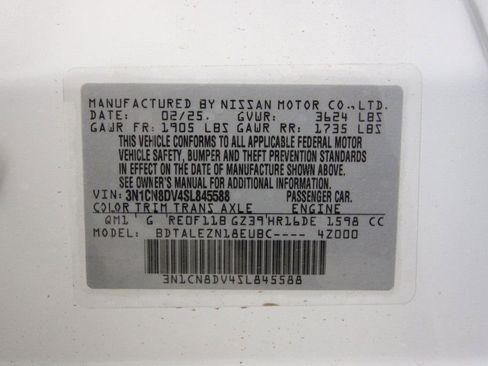 MANUFACTURED BY NISSAN MOTOR CO., LTD.
DATE: 02/25. GVWR: 3624 LBS
GAWR FR: 1905 LBS GAWR RR: 1735 LBS
THIS VEHICLE CONFORMS TO ALL APPLICABLE FEDERAL MOTOR
VEHICLE SAFETY, BUMPER AND THEFT PREVENTION STANDARDS
IN EFFECT ON THE DATE OF MANUFACTURE SHOWN ABOVE.
SEE OWNER'S MANUAL FOR ADDITIONAL INFORMATION.
VIN: 3N1CN8DV4SL845588 PASSENGER CAR.
COLOR TRIM TRANS AXLE ENGINE
QM1' G RE0F11B GZ39'HR16DE 1598 CC
MODEL: BDTALEZN18EUBC---- 4Z000
3N1CN8DV4SL845588